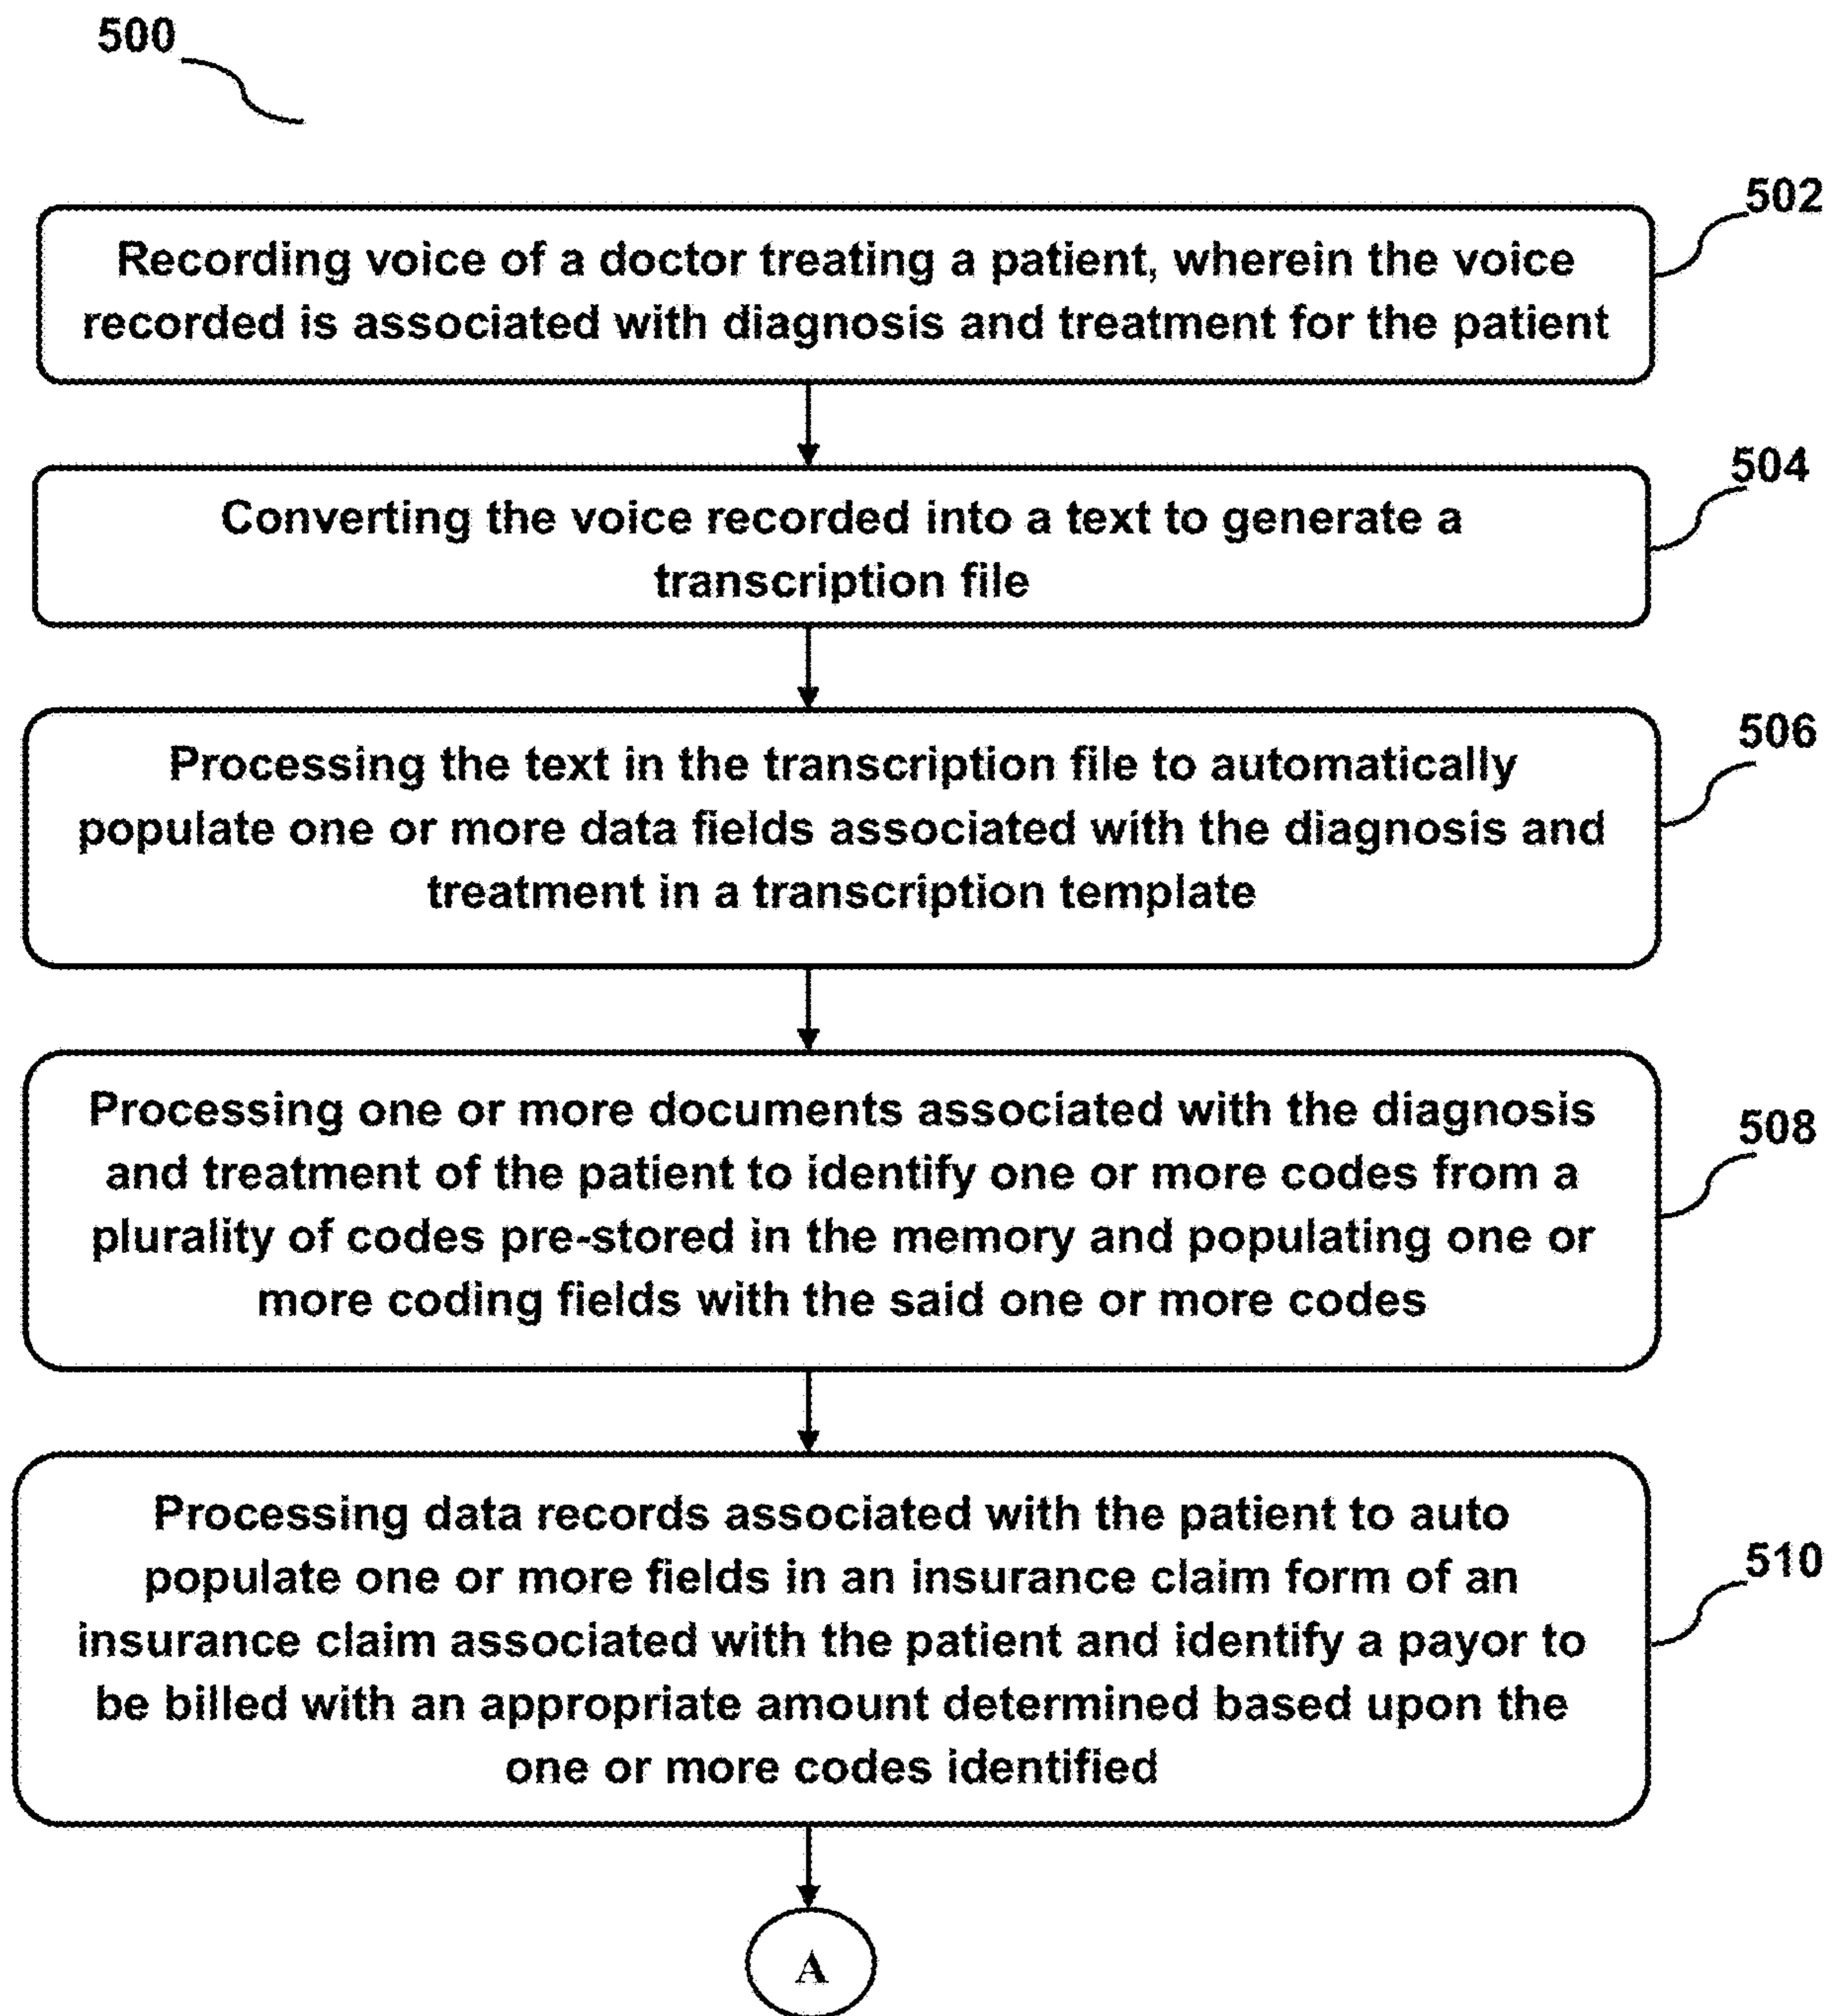 500
502
Recording voice of a doctor treating a patient, wherein the voice
recorded is associated with diagnosis and treatment for the patient
504
Converting the voice recorded into a text to generate a
transcription file
506
Processing the text in the transcription file to automatically
populate one or more data fields associated with the diagnosis and
treatment in a transcription template
508
Processing one or more documents associated with the diagnosis
and treatment of the patient to identify one or more codes from a
plurality of codes pre-stored in the memory and populating one or
more coding fields with the said one or more codes
510
Processing data records associated with the patient to auto
populate one or more fields in an insurance claim form of an
insurance claim associated with the patient and identify a payor to
be billed with an appropriate amount determined based upon the
one or more codes identified
A